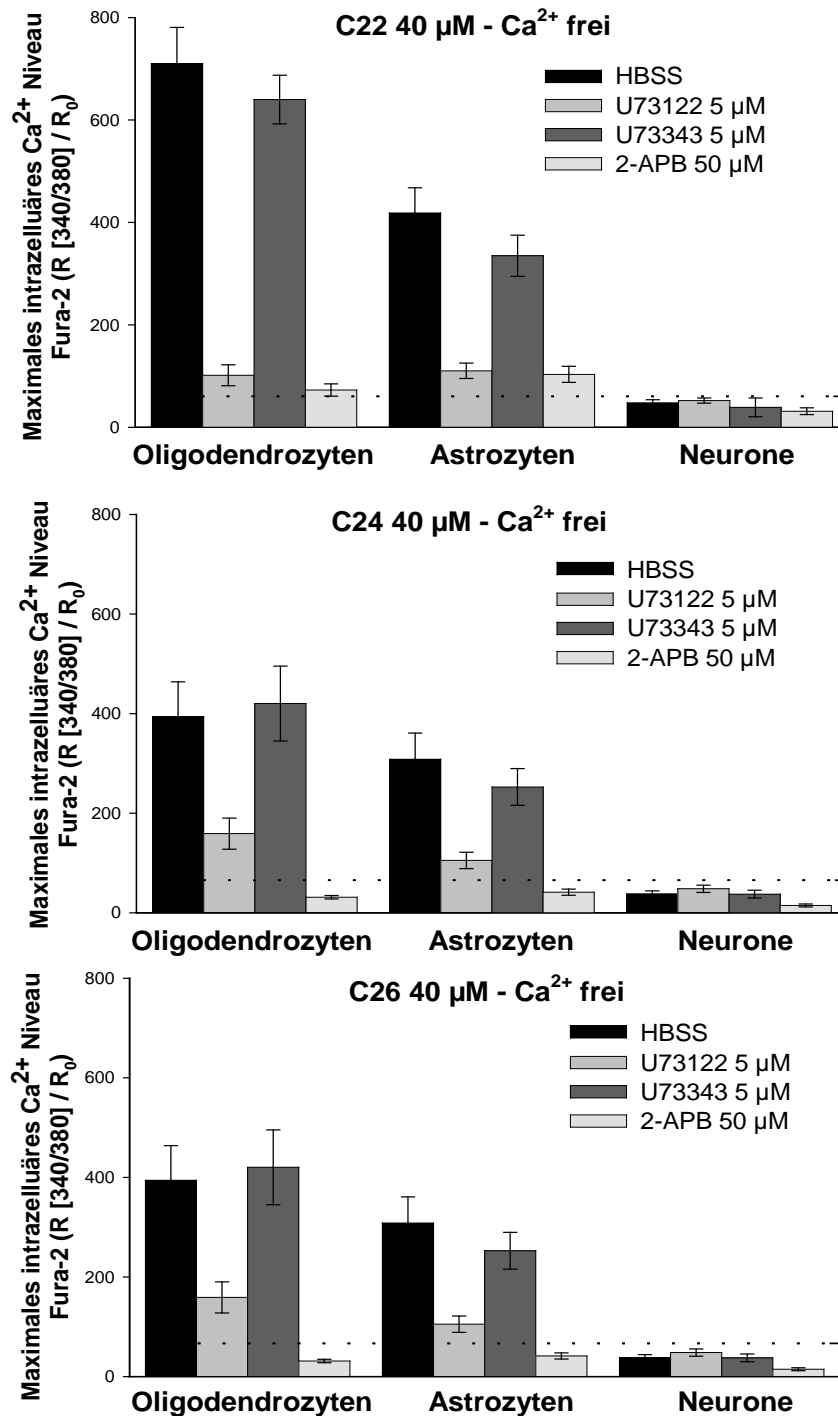 C22 40 µM - Ca²⁺ frei
Maximales intrazelluäres Ca²⁺ Niveau
Fura-2 (R [340/380] / R₀)
800
600
400
200
0
HBSS
U73122 5 µM
U73343 5 µM
2-APB 50 µM
Oligodendrozyten Astrozyten Neurone
C24 40 µM - Ca²⁺ frei
Maximales intrazelluäres Ca²⁺ Niveau
Fura-2 (R [340/380] / R₀)
800
600
400
200
0
HBSS
U73122 5 µM
U73343 5 µM
2-APB 50 µM
Oligodendrozyten Astrozyten Neurone
C26 40 µM - Ca²⁺ frei
Maximales intrazelluäres Ca²⁺ Niveau
Fura-2 (R [340/380] / R₀)
800
600
400
200
0
HBSS
U73122 5 µM
U73343 5 µM
2-APB 50 µM
Oligodendrozyten Astrozyten Neurone